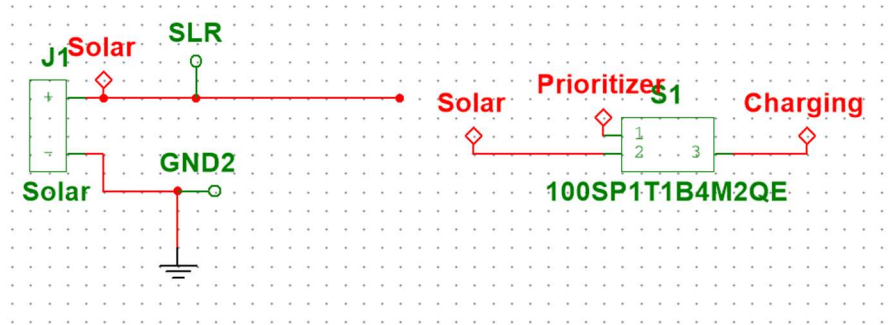 SLR
J1
Solar
+
-
Solar
GND2
Solar
Prioritizer
S1
Charging
1
2
3
100SP1T1B4M2QE